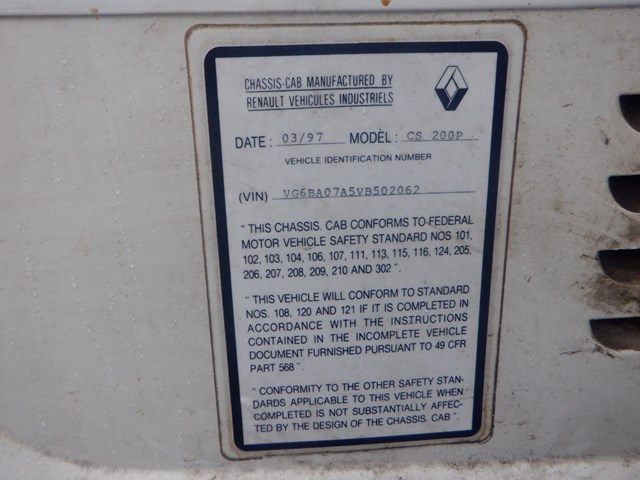 CHASSIS-CAB MANUFACTURED BY
RENAULT VEHICULES INDUSTRIELS
DATE: 03/97 MODEL: CS 200P
VEHICLE IDENTIFICATION NUMBER
(VIN) VG6BA07A5VB502062
" THIS CHASSIS. CAB CONFORMS TO FEDERAL
MOTOR VEHICLE SAFETY STANDARD NOS 101,
102, 103, 104, 106, 107, 111, 113, 115, 116, 124, 205,
206, 207, 208, 209, 210 AND 302 ".
" THIS VEHICLE WILL CONFORM TO STANDARD
NOS. 108, 120 AND 121 IF IT IS COMPLETED IN
ACCORDANCE WITH THE INSTRUCTIONS
CONTAINED IN THE INCOMPLETE VEHICLE
DOCUMENT FURNISHED PURSUANT TO 49 CFR
PART 568 ".
" CONFORMITY TO THE OTHER SAFETY STAN-
DARDS APPLICABLE TO THIS VEHICLE WHEN
COMPLETED IS NOT SUBSTANTIALLY AFFEC-
TED BY THE DESIGN OF THE CHASSIS. CAB ".